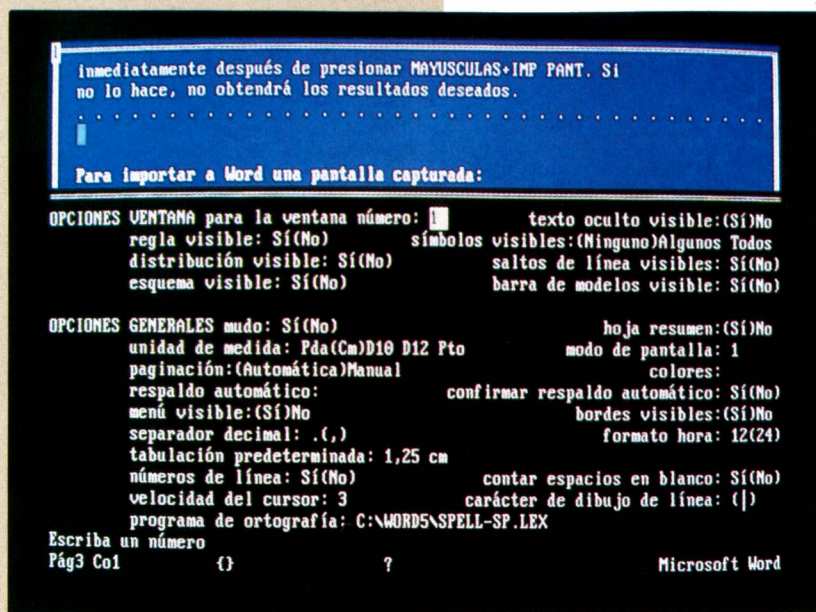 1
inmediatamente después de presionar MAYUSCULAS+IMP PANT. Si
no lo hace, no obtendrá los resultados deseados.
Para importar a Word una pantalla capturada:
OPCIONES VENTANA para la ventana número: 1 texto oculto visible:(Sí)No
regla visible: Sí(No) símbolos visibles:(Ninguno)Algunos Todos
distribución visible: Sí(No) saltos de línea visibles: Sí(No)
esquema visible: Sí(No) barra de modelos visible: Sí(No)
OPCIONES GENERALES mudo: Sí(No) hoja resumen:(Sí)No
unidad de medida: Pda(Cm)D10 D12 Pto modo de pantalla: 1
paginación:(Automática)Manual colores:
respaldo automático: confirmar respaldo automático: Sí(No)
menú visible:(Sí)No bordes visibles:(Sí)No
separador decimal: .(,) formato hora: 12(24)
tabulación predeterminada: 1,25 cm
números de línea: Sí(No) contar espacios en blanco: Sí(No)
velocidad del cursor: 3 carácter de dibujo de línea: (|)
programa de ortografía: C:\WORD5\SPELL-SP.LEX
Escriba un número
Pág3 Co1 {} ? Microsoft Word